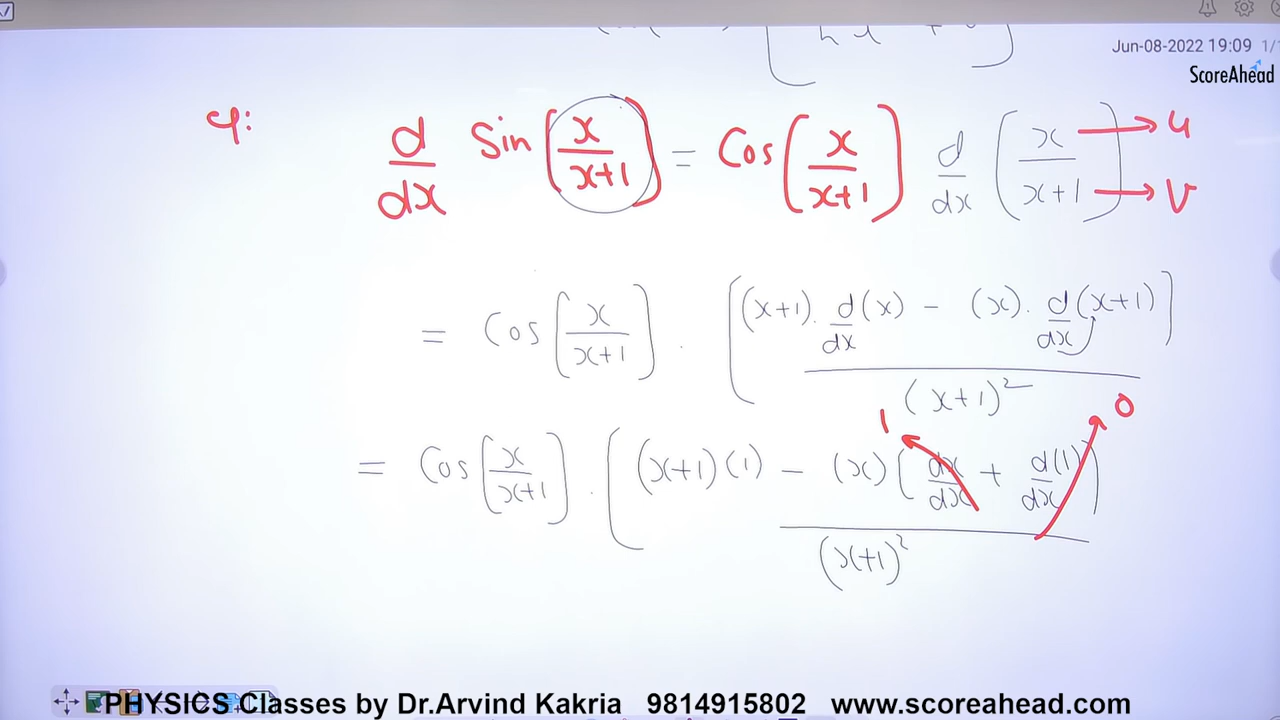 Jun-08-2022 19:09 1/
ScoreAhead
4:
d/dx Sin(x/(x+1)) = Cos(x/(x+1)) d/dx (x/(x+1)) → u → v
= Cos[x/(x+1)] . [((x+1). d/dx (x) - (x). d/dx (x+1))/(x+1)²]
1 0
= Cos[x/(x+1)] . [((x+1)(1) - (x)(dx/dx + d(1)/dx))/(x+1)²]
PHYSICS Classes by Dr.Arvind Kakria 9814915802 www.scoreahead.com